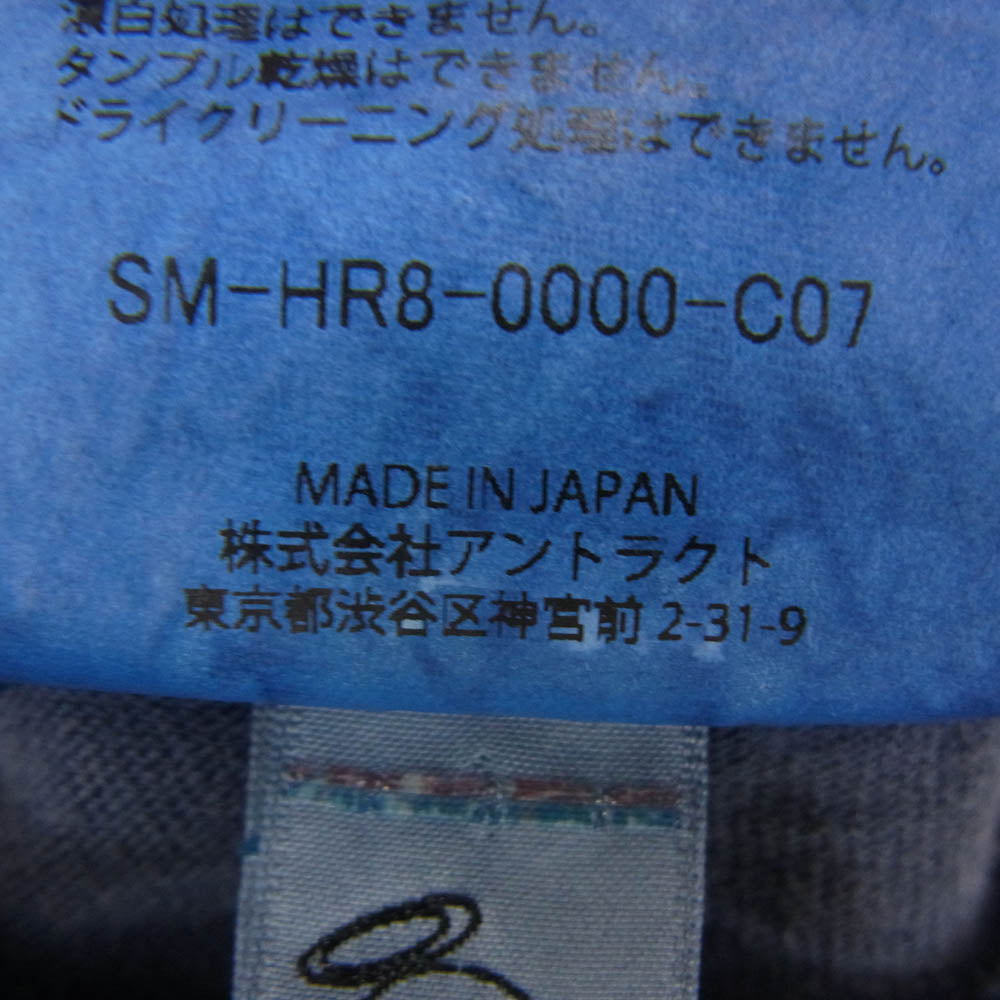 漂白処理はできません。
タンブル乾燥はできません。
ドライクリーニング処理はできません。
SM-HR8-0000-C07
MADE IN JAPAN
株式会社アントラクト
東京都渋谷区神宮前 2-31-9